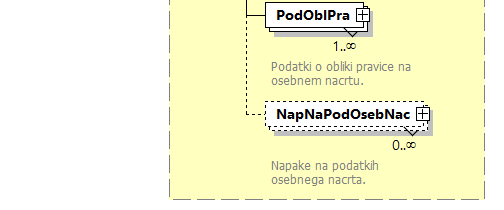 PodOblPra
1..∞
Podatki o obliki pravice na
osebnem nacrtu.
NapNaPodOsebNac
0..∞
Napake na podatkih
osebnega nacrta.